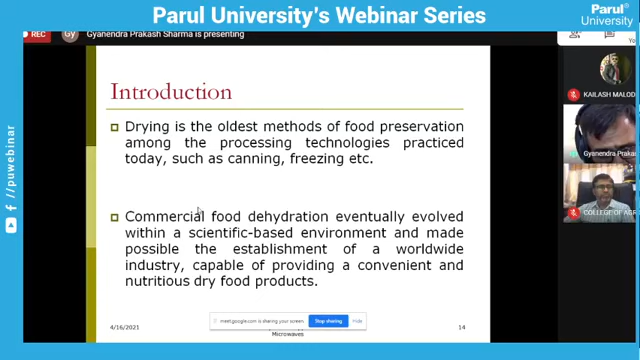 Parul University's Webinar Series
Parul®
University
REC
Gy
Gyanendra Prakash Sharma is presenting
Yo
/puwebinar
Introduction
Drying is the oldest methods of food preservation
among the processing technologies practiced
today, such as canning, freezing etc.
Commercial food dehydration eventually evolved
within a scientific-based environment and made
possible the establishment of a worldwide
industry, capable of providing a convenient and
nutritious dry food products.
KAILASH MALOD
Gyanendra Praka
COLLEGE OF AGR
4/16/2021
meet.google.com is sharing your screen.
Stop sharing
Hide
Microwaves
14